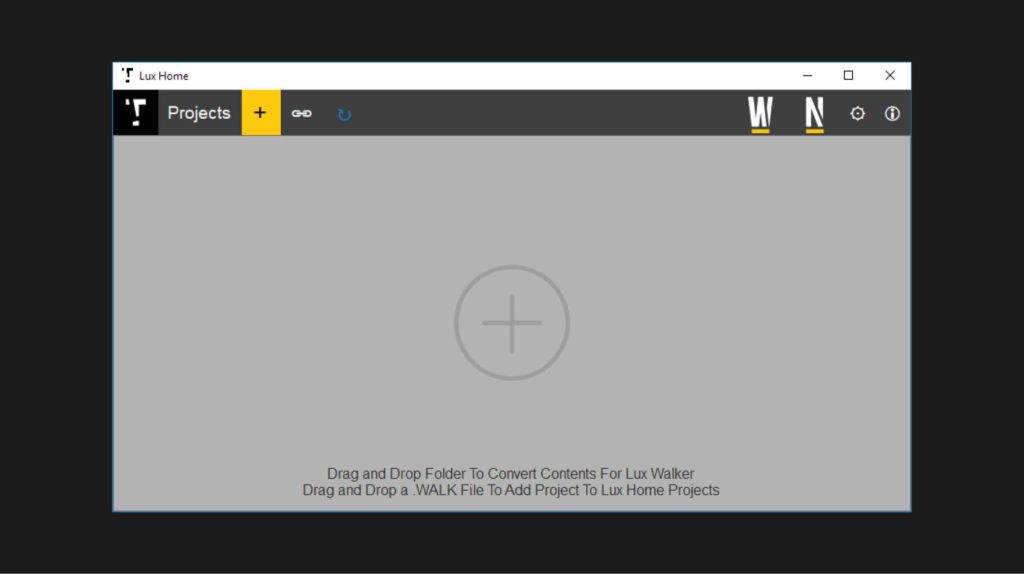 Lux Home
Projects
W
N
Drag and Drop Folder To Convert Contents For Lux Walker
Drag and Drop a .WALK File To Add Project To Lux Home Projects